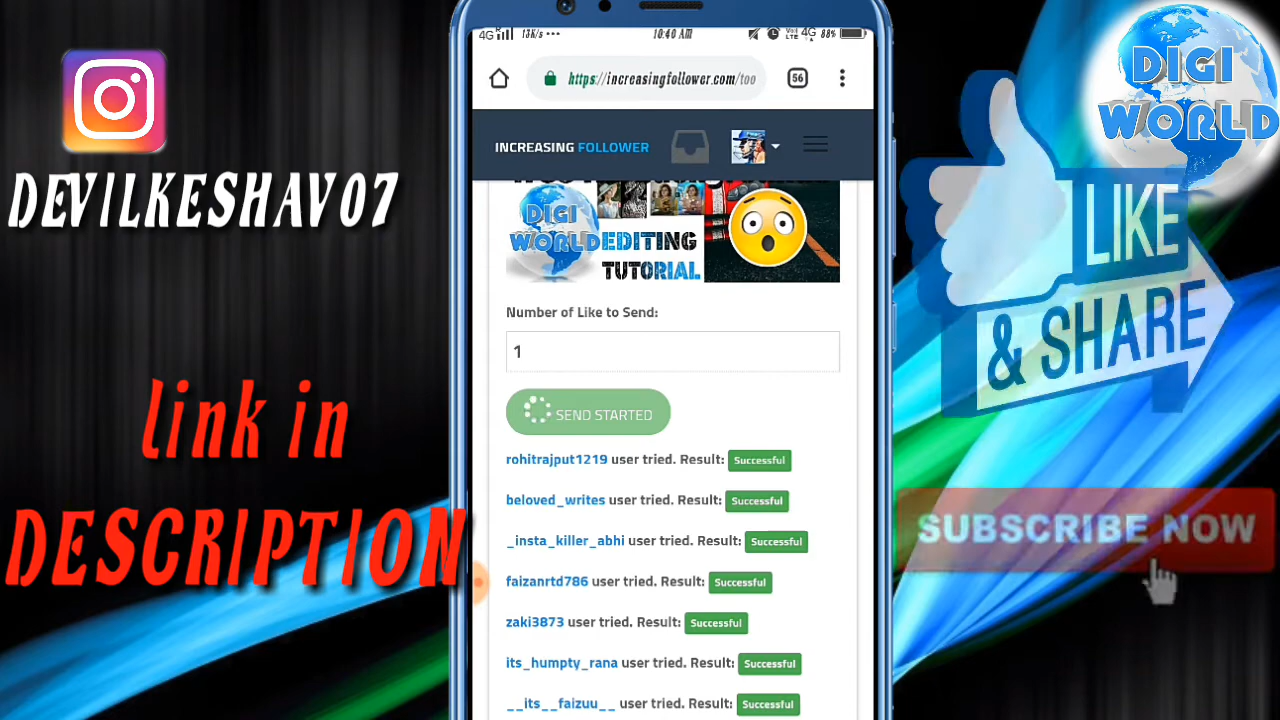 DEVILKESHAV07
link in
DESCRIPTION
4G 13K/s ••• 10:40 AM VoI LTE 4G 88%
https://increasingfollower.com/too 56
INCREASING FOLLOWER
DIGI
WORLD EDITING
TUTORIAL
Number of Like to Send:
1
SEND STARTED
rohitrajput1219 user tried. Result: Successful
beloved_writes user tried. Result: Successful
_insta_killer_abhi user tried. Result: Successful
faizanrtd786 user tried. Result: Successful
zaki3873 user tried. Result: Successful
its_humpty_rana user tried. Result: Successful
__its__faizuu__ user tried. Result: Successful
DIGI
WORLD
LIKE
& SHARE
SUBSCRIBE NOW